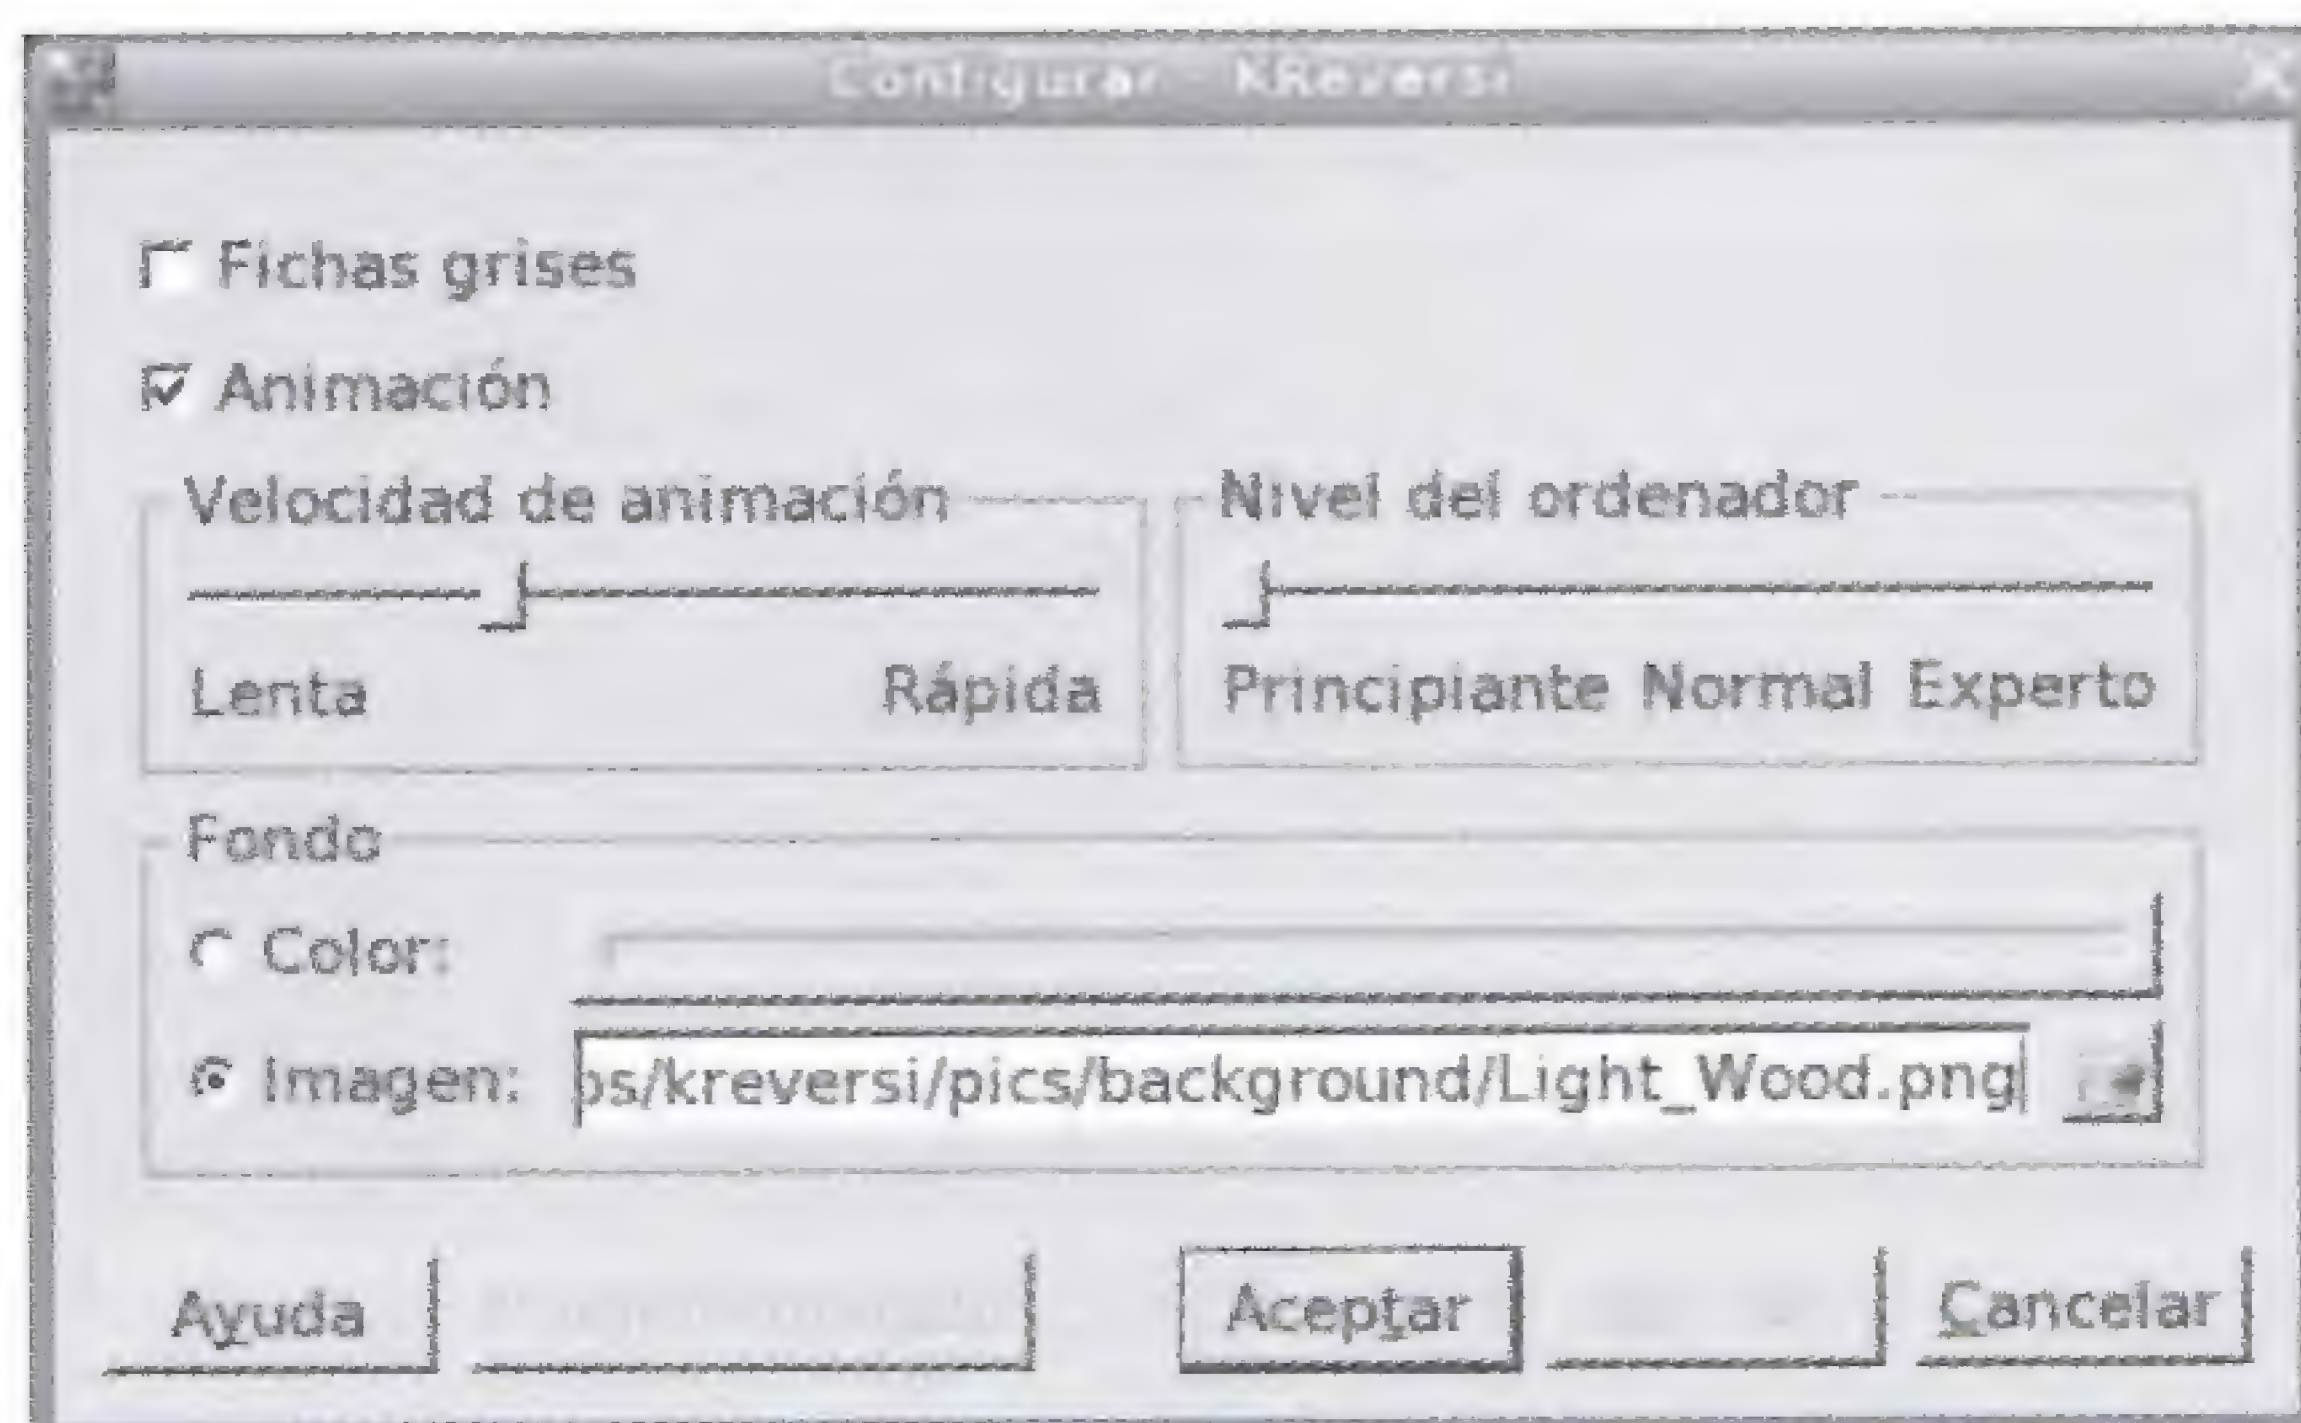 Configurar - KReversi
Fichas grises
Animación
Velocidad de animación
Lenta Rápida
Nivel del ordenador
Principiante Normal Experto
Fondo
Color:
Imagen: os/kreversi/pics/background/Light_Wood.png
Ayuda Aceptar Cancelar